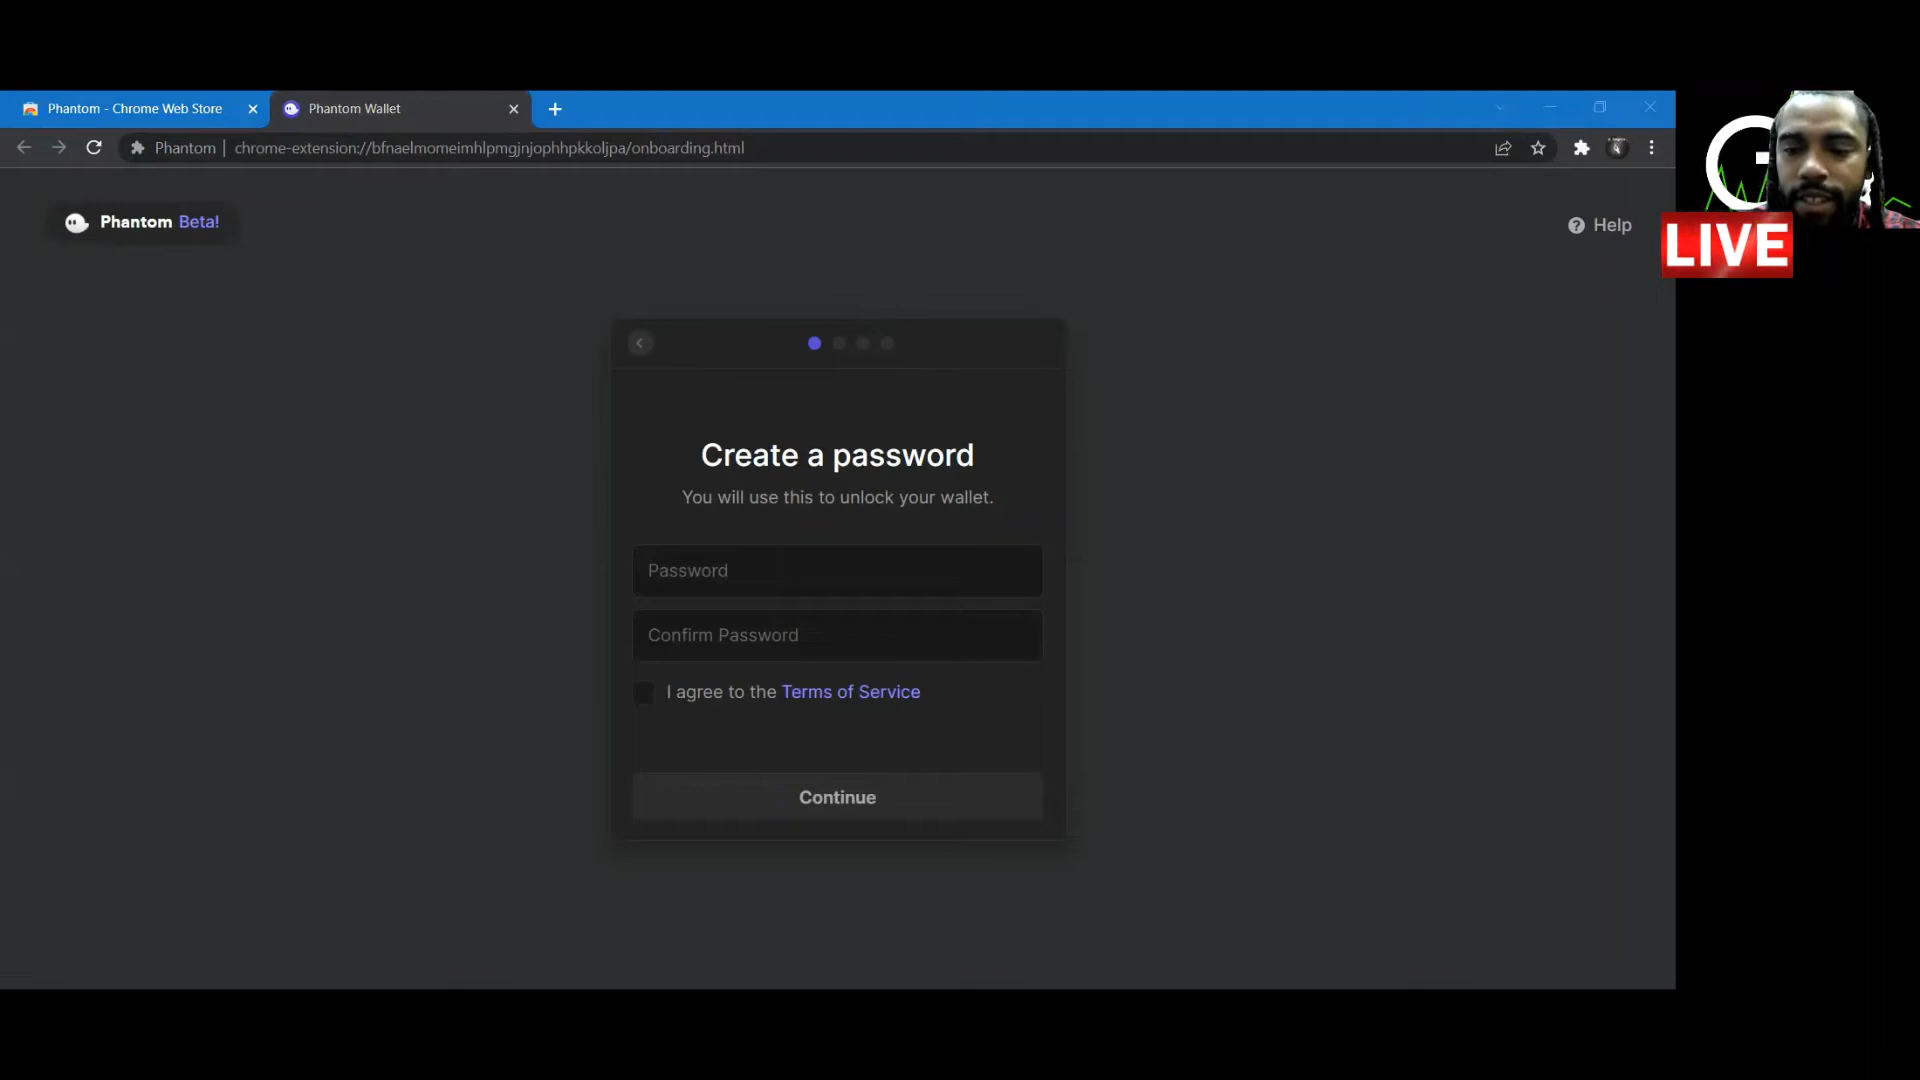 Phantom - Chrome Web Store
Phantom Wallet
Phantom | chrome-extension://bfnaelmomeimhlpmgjnjophhpkkoljpa/onboarding.html
Phantom Beta!
Help
LIVE
Create a password
You will use this to unlock your wallet.
Password
Confirm Password
I agree to the Terms of Service
Continue